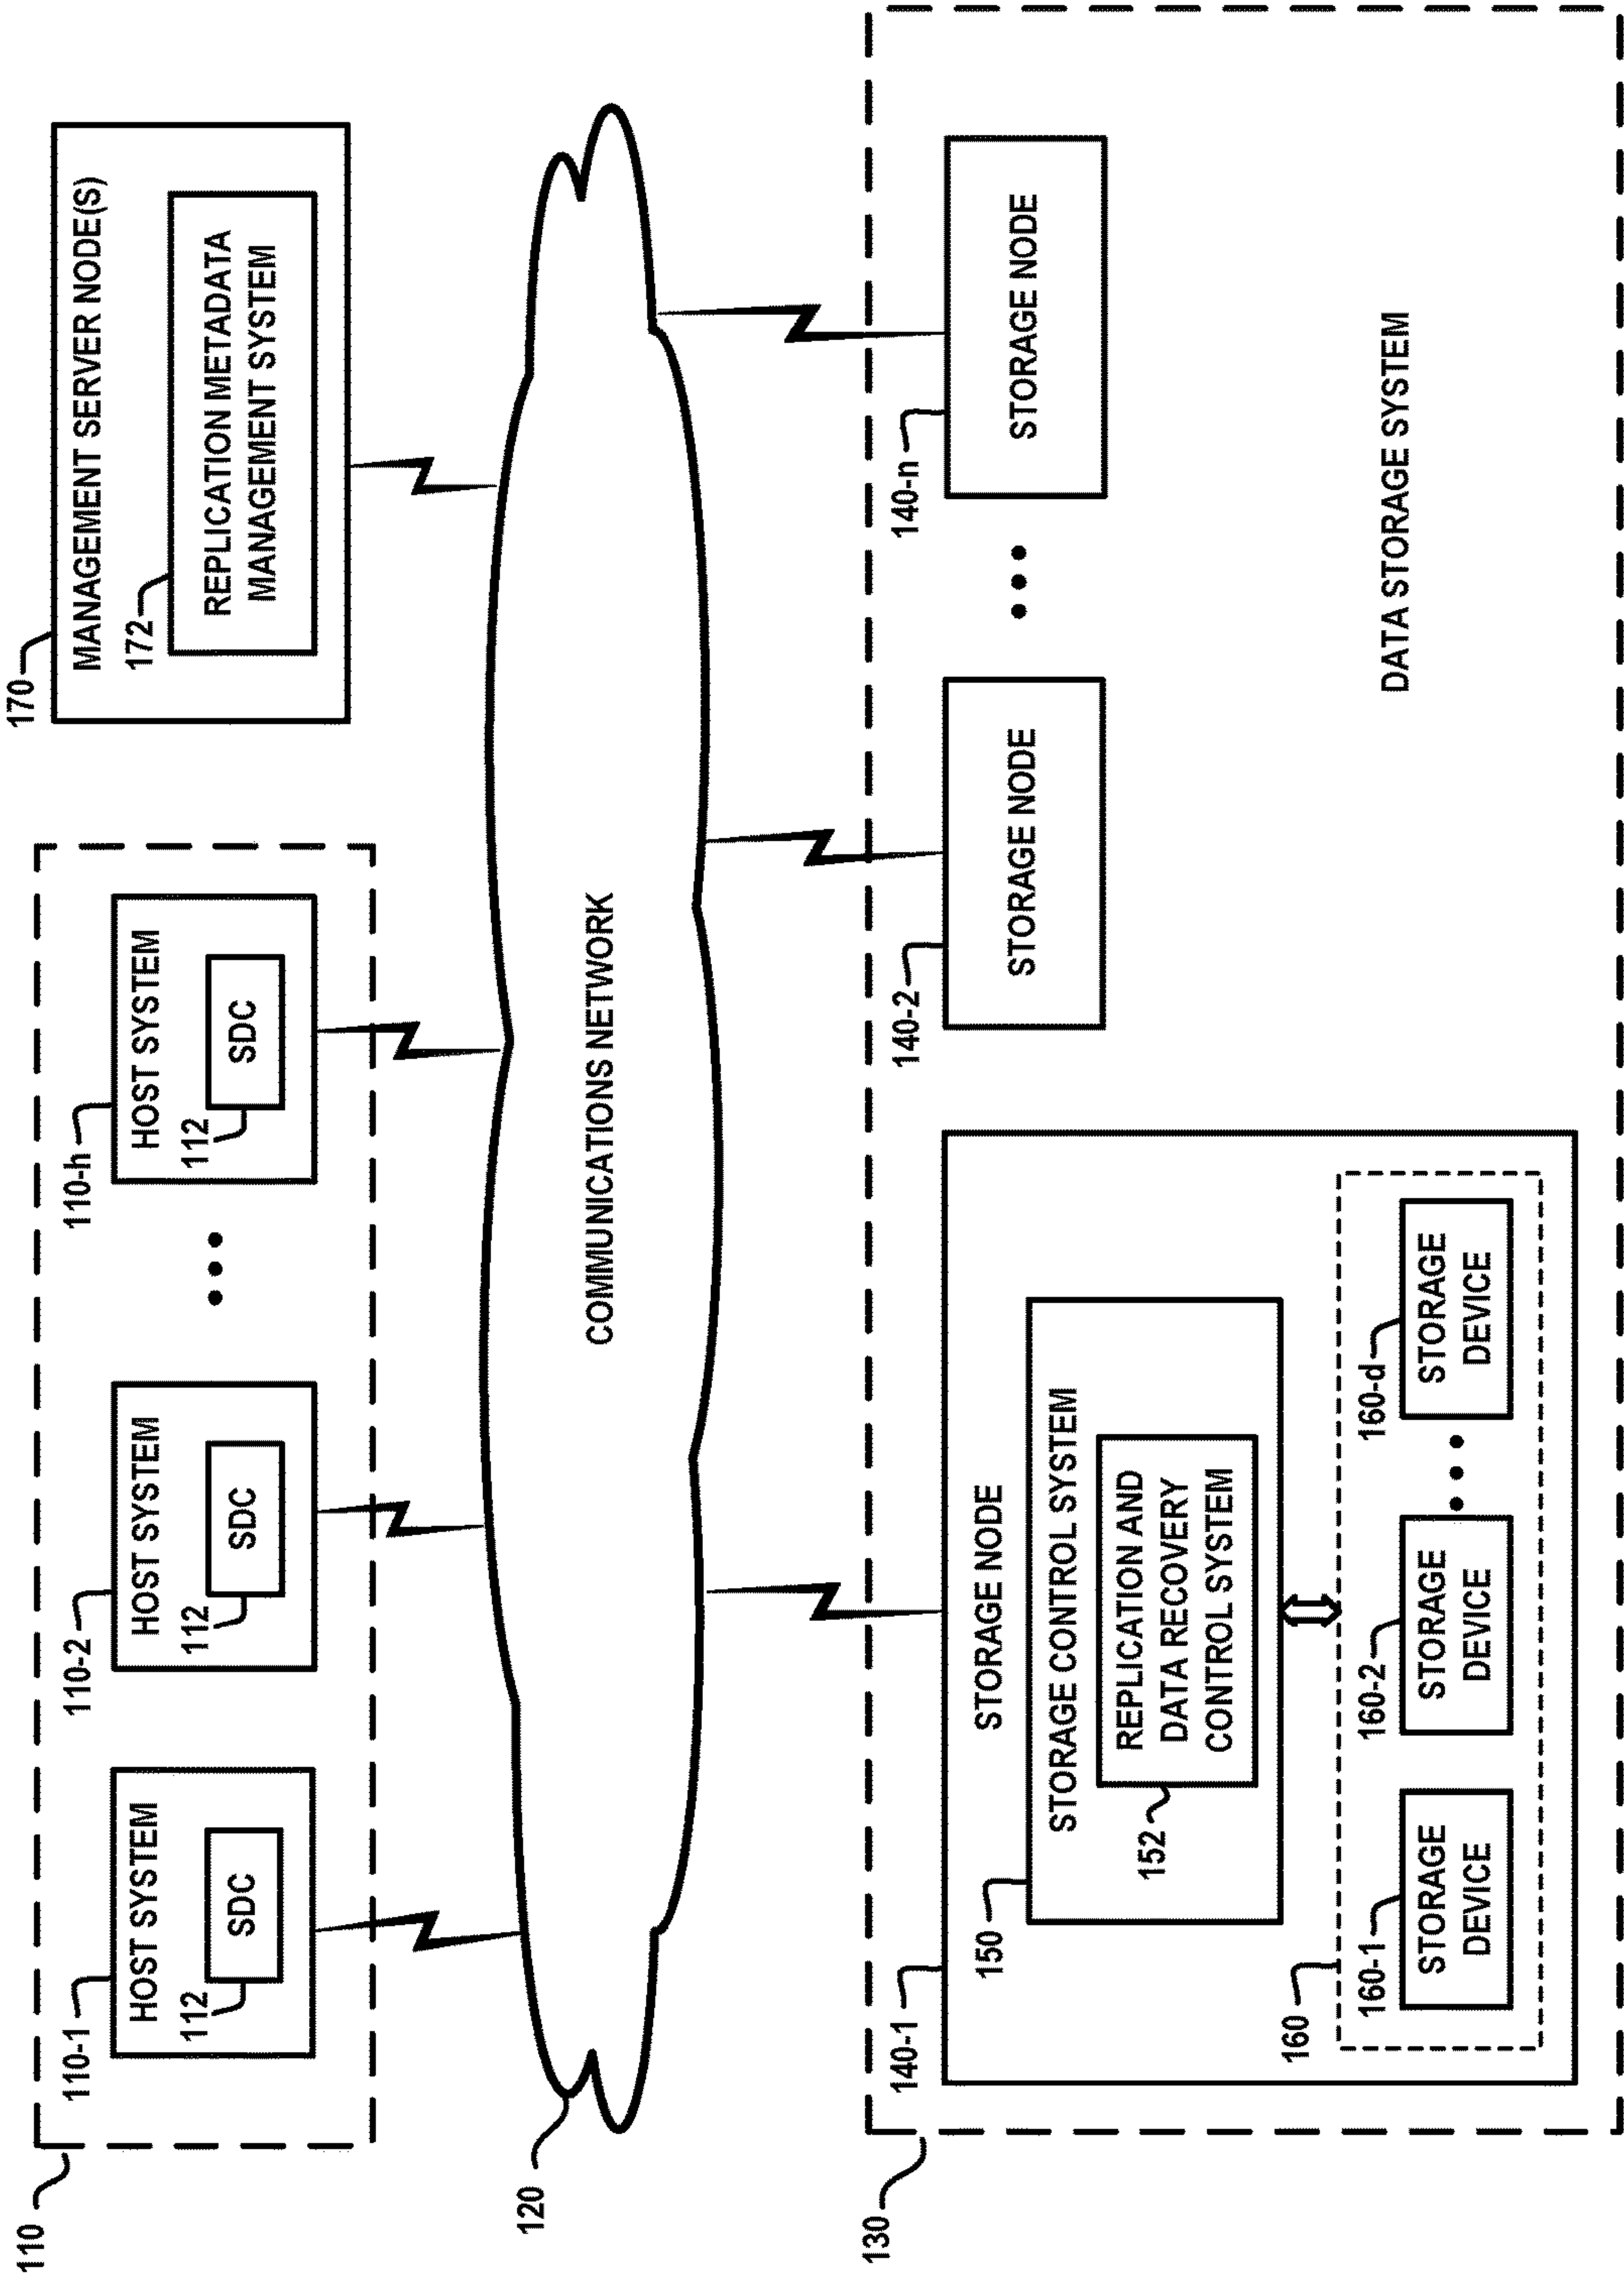 110
110-1
HOST SYSTEM
112
SDC
110-2
HOST SYSTEM
112
SDC
110-h
HOST SYSTEM
112
SDC
170
MANAGEMENT SERVER NODE(S)
172
REPLICATION METADATA
MANAGEMENT SYSTEM
120
COMMUNICATIONS NETWORK
130
140-1
STORAGE NODE
150
STORAGE CONTROL SYSTEM
152
REPLICATION AND
DATA RECOVERY
CONTROL SYSTEM
160
160-1
STORAGE
DEVICE
160-2
STORAGE
DEVICE
160-d
STORAGE
DEVICE
140-2
STORAGE NODE
140-n
STORAGE NODE
DATA STORAGE SYSTEM